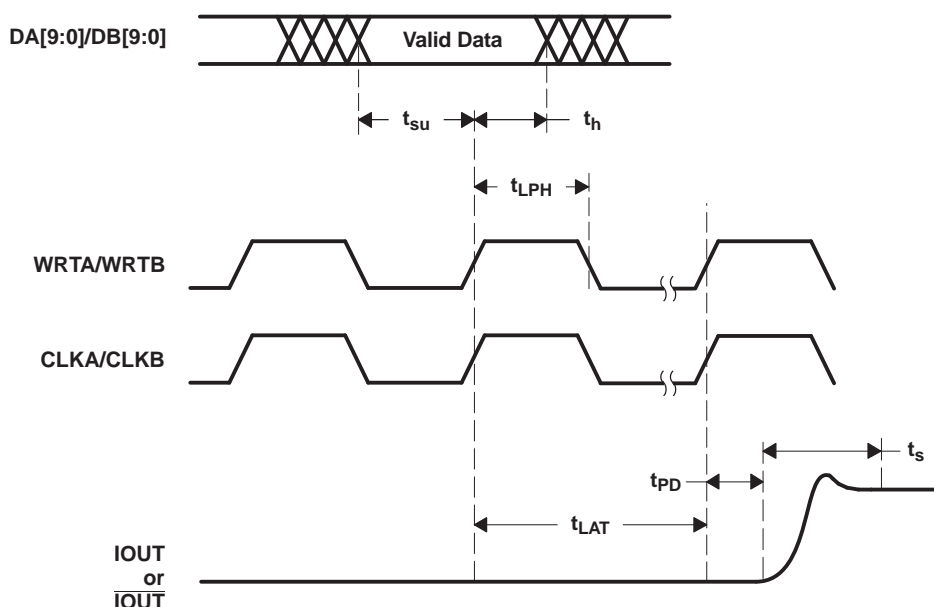 DA[9:0]/DB[9:0]
Valid Data
tsu
th
tLPH
WRTA/WRTB
CLKA/CLKB
ts
tPD
tLAT
IOUT
or
IOUT